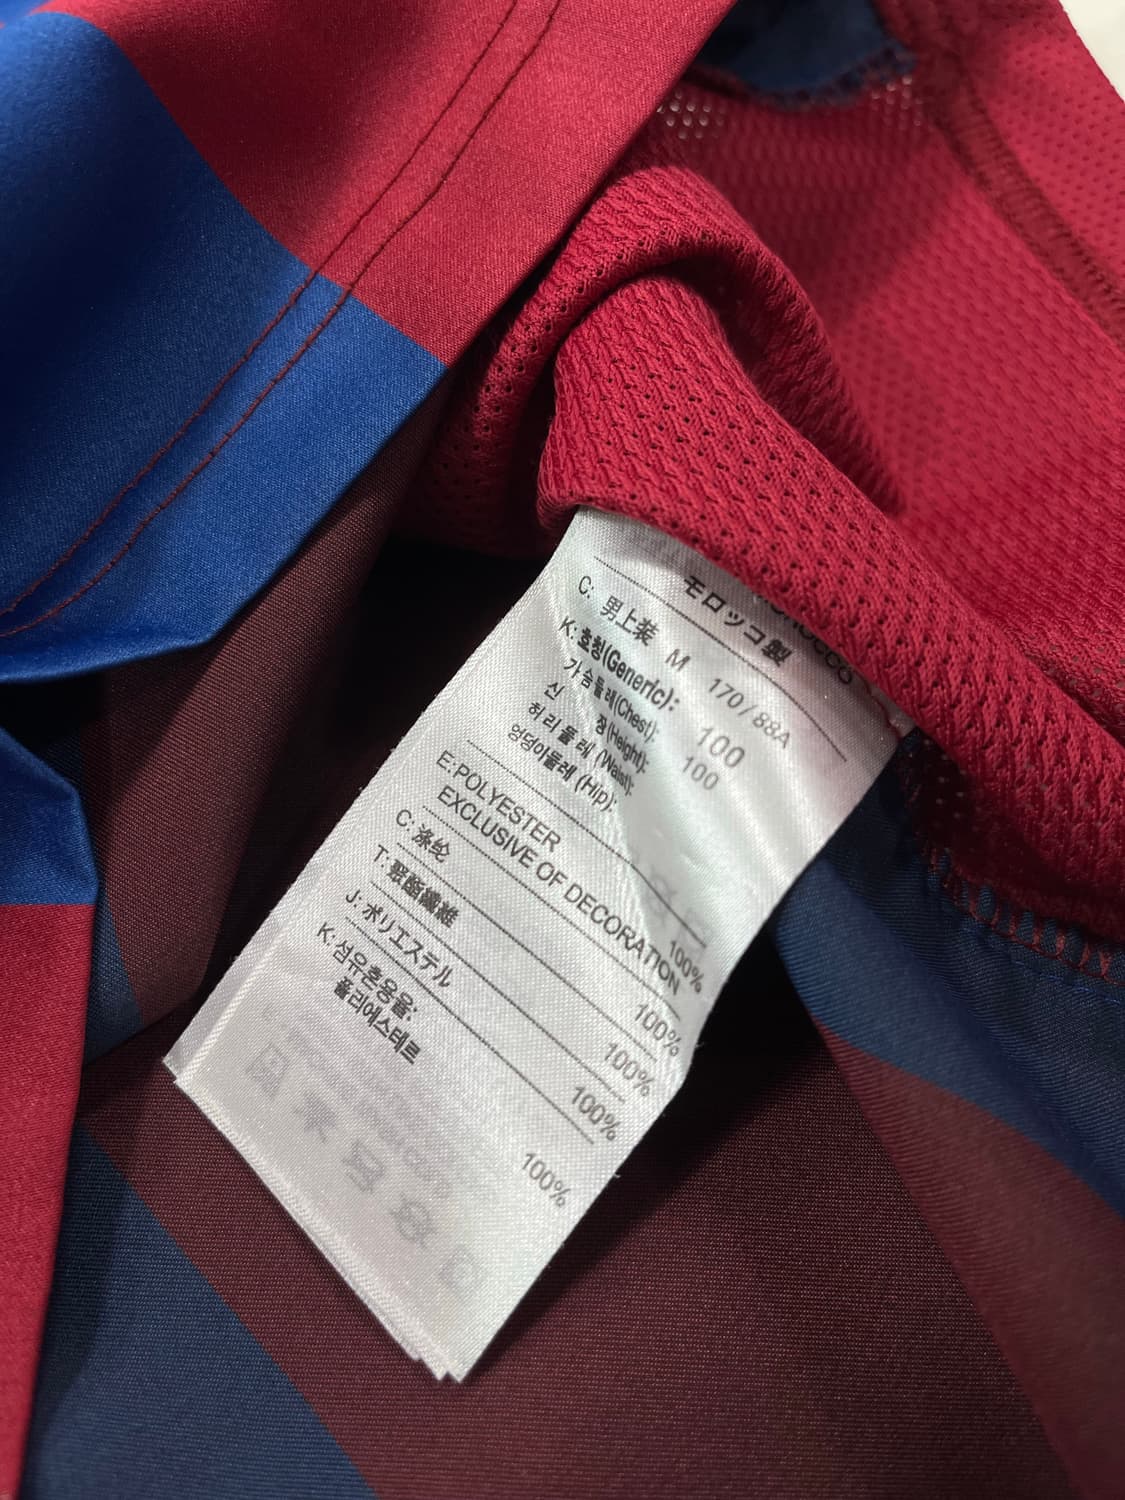 モロッコ製
C: 男上装 M 170/88A
K: 호칭(Generic): 100
가슴둘레(Chest): 100
신 장(Height):
허리둘레(Waist):
엉덩이둘레(Hip):
E:POLYESTER 100%
EXCLUSIVE OF DECORATION
C: 涤纶 100%
T: 聚酯纖維 100%
J: ポリエステル 100%
K: 섬유혼용율:
폴리에스테르 100%